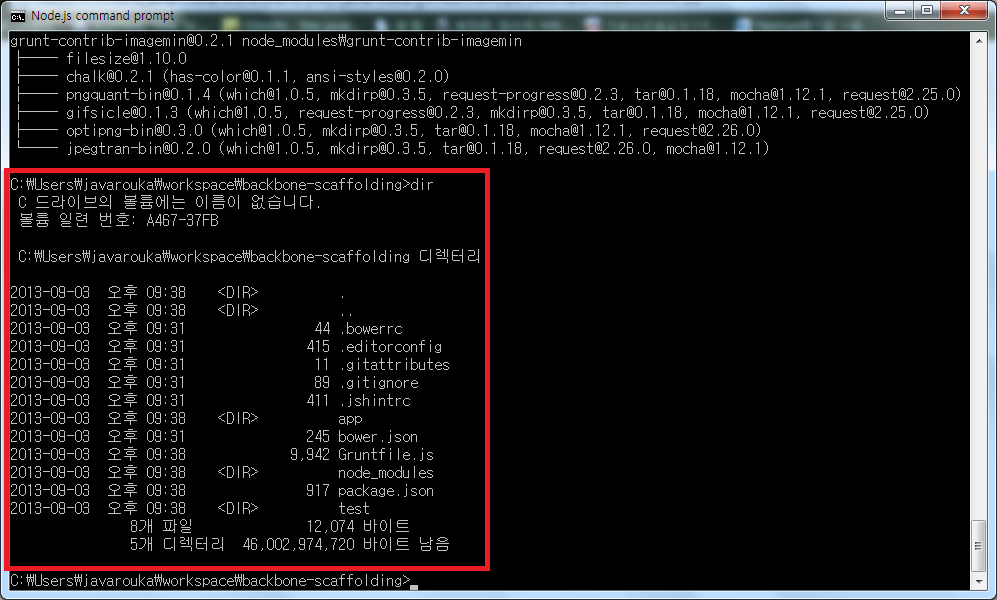 Node.js command prompt
grunt-contrib-imagemin@0.2.1 node_modules₩grunt-contrib-imagemin
├── filesize@1.10.0
├── chalk@0.2.1 (has-color@0.1.1, ansi-styles@0.2.0)
├── pngquant-bin@0.1.4 (which@1.0.5, mkdirp@0.3.5, request-progress@0.2.3, tar@0.1.18, mocha@1.12.1, request@2.25.0)
├── gifsicle@0.1.3 (which@1.0.5, request-progress@0.2.3, mkdirp@0.3.5, tar@0.1.18, mocha@1.12.1, request@2.25.0)
├── optipng-bin@0.3.0 (which@1.0.5, mkdirp@0.3.5, tar@0.1.18, mocha@1.12.1, request@2.26.0)
└── jpegtran-bin@0.2.0 (which@1.0.5, mkdirp@0.3.5, tar@0.1.18, request@2.26.0, mocha@1.12.1)
C:₩Users₩javarouka₩workspace₩backbone-scaffolding>dir
C 드라이브의 볼륨에는 이름이 없습니다.
볼륨 일련 번호: A467-37FB
C:₩Users₩javarouka₩workspace₩backbone-scaffolding 디렉터리
2013-09-03 오후 09:38 <DIR> .
2013-09-03 오후 09:38 <DIR> ..
2013-09-03 오후 09:31 44 .bowerrc
2013-09-03 오후 09:31 415 .editorconfig
2013-09-03 오후 09:31 11 .gitattributes
2013-09-03 오후 09:31 89 .gitignore
2013-09-03 오후 09:31 411 .jshintrc
2013-09-03 오후 09:38 <DIR> app
2013-09-03 오후 09:31 245 bower.json
2013-09-03 오후 09:38 9,942 Gruntfile.js
2013-09-03 오후 09:38 <DIR> node_modules
2013-09-03 오후 09:38 917 package.json
2013-09-03 오후 09:38 <DIR> test
8개 파일 12,074 바이트
5개 디렉터리 46,002,974,720 바이트 남음
C:₩Users₩javarouka₩workspace₩backbone-scaffolding>_